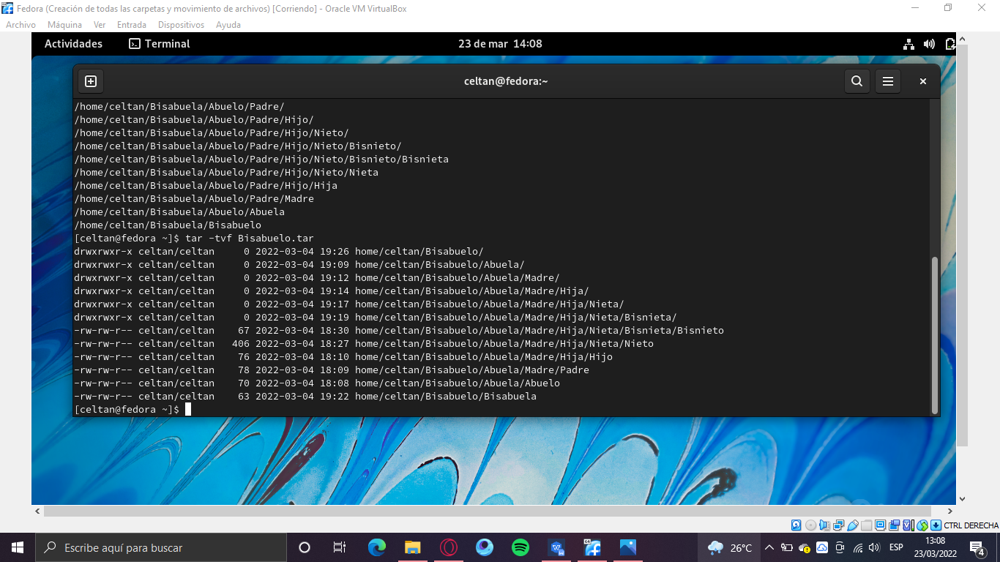 Fedora (Creación de todas las carpetas y movimiento de archivos) [Corriendo] - Oracle VM VirtualBox
Archivo Máquina Ver Entrada Dispositivos Ayuda
Actividades Terminal 23 de mar 14:08
celtan@fedora:~
/home/celtan/Bisabuela/Abuelo/Padre/
/home/celtan/Bisabuela/Abuelo/Padre/Hijo/
/home/celtan/Bisabuela/Abuelo/Padre/Hijo/Nieto/
/home/celtan/Bisabuela/Abuelo/Padre/Hijo/Nieto/Bisnieto/
/home/celtan/Bisabuela/Abuelo/Padre/Hijo/Nieto/Bisnieto/Bisnieta
/home/celtan/Bisabuela/Abuelo/Padre/Hijo/Nieto/Nieta
/home/celtan/Bisabuela/Abuelo/Padre/Hijo/Hija
/home/celtan/Bisabuela/Abuelo/Padre/Madre
/home/celtan/Bisabuela/Abuelo/Abuela
/home/celtan/Bisabuela/Bisabuelo
[celtan@fedora ~]$ tar -tvf Bisabuelo.tar
drwxrwxr-x celtan/celtan     0 2022-03-04 19:26 home/celtan/Bisabuelo/
drwxrwxr-x celtan/celtan     0 2022-03-04 19:09 home/celtan/Bisabuelo/Abuela/
drwxrwxr-x celtan/celtan     0 2022-03-04 19:12 home/celtan/Bisabuelo/Abuela/Madre/
drwxrwxr-x celtan/celtan     0 2022-03-04 19:14 home/celtan/Bisabuelo/Abuela/Madre/Hija/
drwxrwxr-x celtan/celtan     0 2022-03-04 19:17 home/celtan/Bisabuelo/Abuela/Madre/Hija/Nieta/
drwxrwxr-x celtan/celtan     0 2022-03-04 19:19 home/celtan/Bisabuelo/Abuela/Madre/Hija/Nieta/Bisnieta/
-rw-rw-r-- celtan/celtan    67 2022-03-04 18:30 home/celtan/Bisabuelo/Abuela/Madre/Hija/Nieta/Bisnieta/Bisnieto
-rw-rw-r-- celtan/celtan   406 2022-03-04 18:27 home/celtan/Bisabuelo/Abuela/Madre/Hija/Nieta/Nieto
-rw-rw-r-- celtan/celtan    76 2022-03-04 18:10 home/celtan/Bisabuelo/Abuela/Madre/Hija/Hijo
-rw-rw-r-- celtan/celtan    78 2022-03-04 18:09 home/celtan/Bisabuelo/Abuela/Madre/Padre
-rw-rw-r-- celtan/celtan    70 2022-03-04 18:08 home/celtan/Bisabuelo/Abuela/Abuelo
-rw-rw-r-- celtan/celtan    63 2022-03-04 19:22 home/celtan/Bisabuelo/Bisabuela
[celtan@fedora ~]$
CTRL DERECHA
Escribe aquí para buscar 26°C ESP 13:08
23/03/2022 4